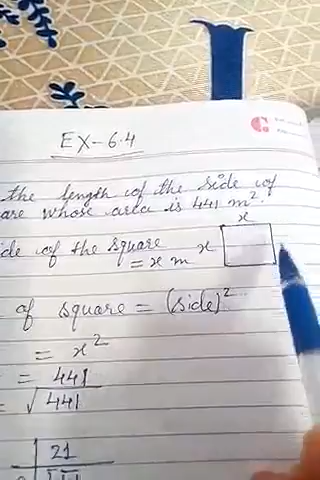 EX-6.4
the length of the side of
are whose area is 441 m².
x
de of the square x
= x m
of square = (side)²
= x²
= 441
= √441
21